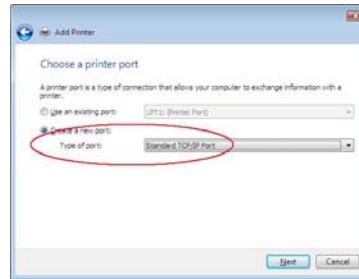 Add Printer
Choose a printer port
A printer port is a type of connection that allows your computer to exchange information with a
printer.
Use an existing port: LPT1: (Printer Port)
Create a new port:
Type of port: Standard TCP/IP Port
Next Cancel